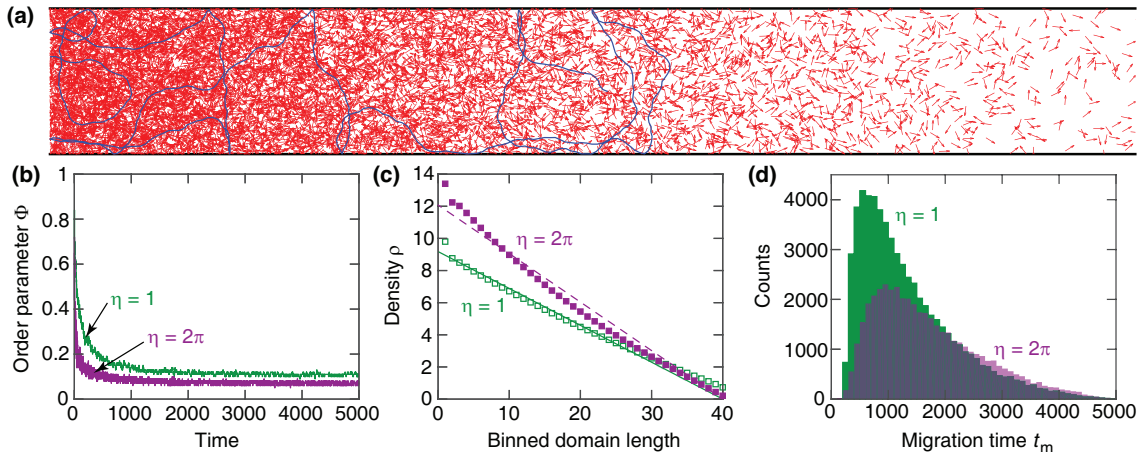 (a)
(b)
1
0.8
0.6
0.4
0.2
0
Order parameter Φ
η = 1
η = 2π
0 1000 2000 3000 4000 5000
Time
(c)
14
12
10
8
6
4
2
0
Density ρ
η = 2π
η = 1
0 10 20 30 40
Binned domain length
(d)
4000
3000
2000
1000
0
Counts
η = 1
η = 2π
0 1000 2000 3000 4000 5000
Migration time tm